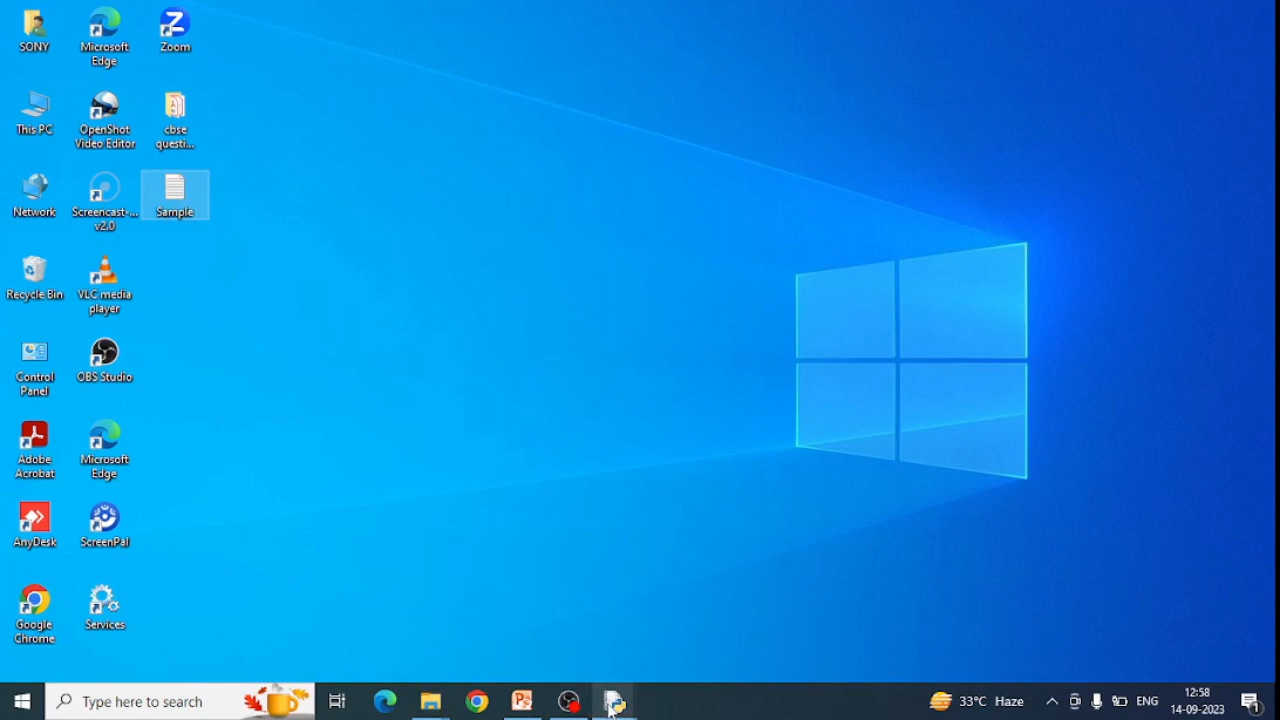 SONY
Microsoft
Edge
Zoom
This PC
OpenShot
Video Editor
cbse
questi...
Network
Screencast-...
v2.0
Sample
Recycle Bin
VLC media
player
Control
Panel
OBS Studio
Adobe
Acrobat
Microsoft
Edge
AnyDesk
ScreenPal
Google
Chrome
Services
Type here to search
33°C Haze
ENG
12:58
14-09-2023
1